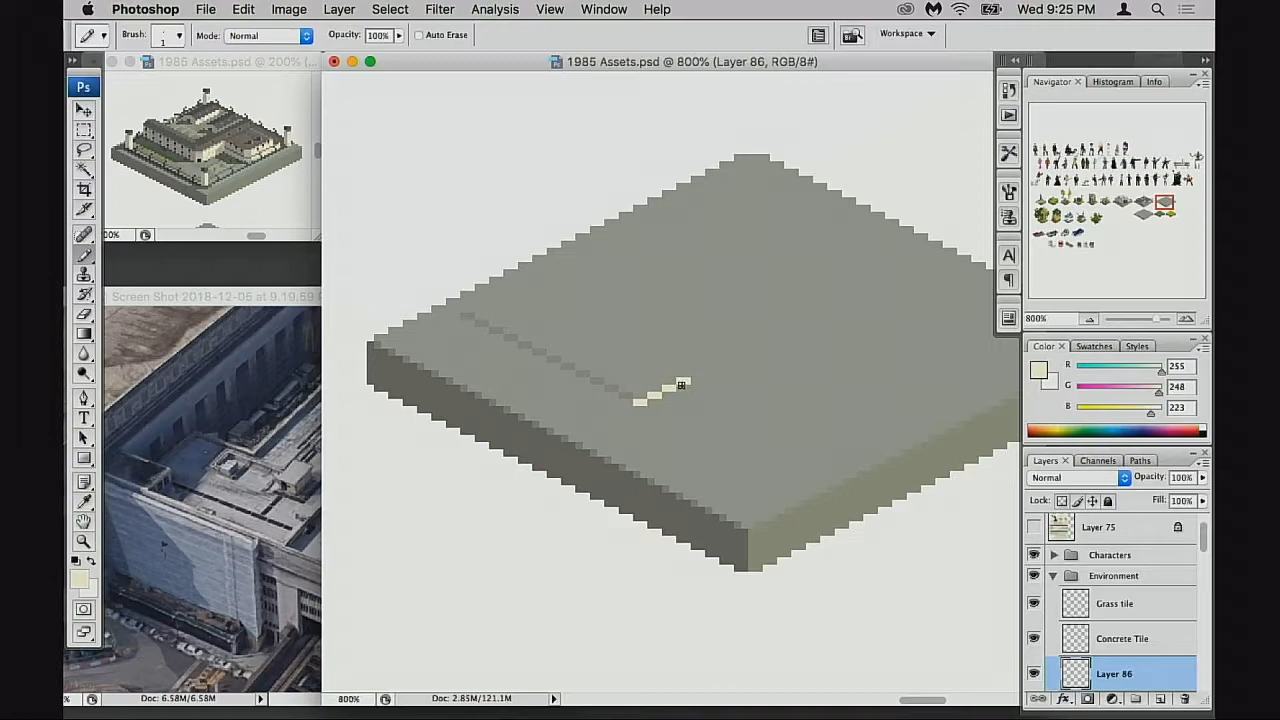 Photoshop File Edit Image Layer Select Filter Analysis View Window Help Wed 9:25 PM
Brush: 1 Mode: Normal Opacity: 100% Auto Erase Workspace
1985 Assets.psd @ 200% (...
1985 Assets.psd @ 800% (Layer 86, RGB/8#)
Ps
Navigator Histogram Info
00%
Screen Shot 2018-12-05 at 9.19.59 P
800%
Color Swatches Styles
R 255
G 248
B 223
Layers Channels Paths
Normal Opacity: 100%
Lock: Fill: 100%
Layer 75
Characters
Environment
Grass tile
Concrete Tile
Layer 86
% Doc: 6.58M/6.58M
800% Doc: 2.85M/121.1M